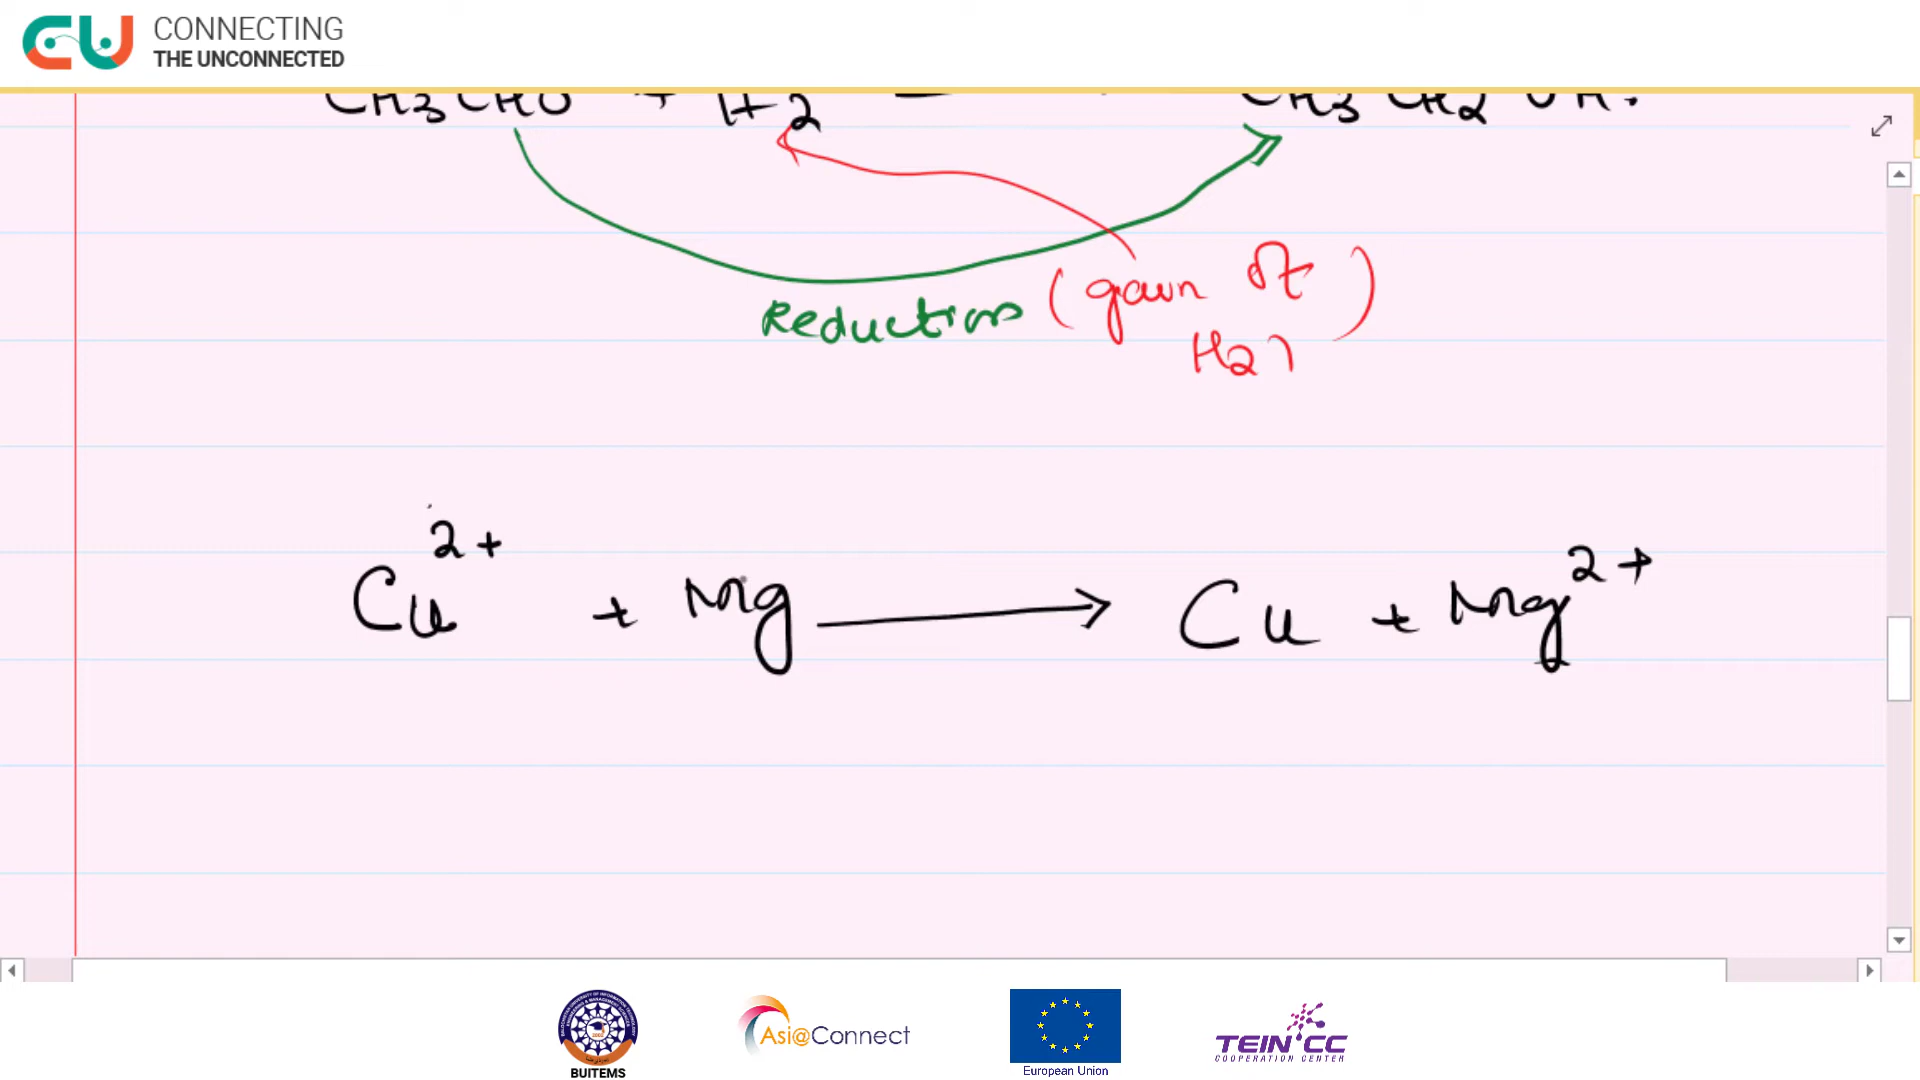 CONNECTING
THE UNCONNECTED
CH3CHO + H2 → CH3CH2OH.
Reduction (gain of
H2)
Cu²⁺ + Mg ⟶ Cu + Mg²⁺
BUITEMS
Asi@Connect
European Union
TEIN*CC
COOPERATION CENTER